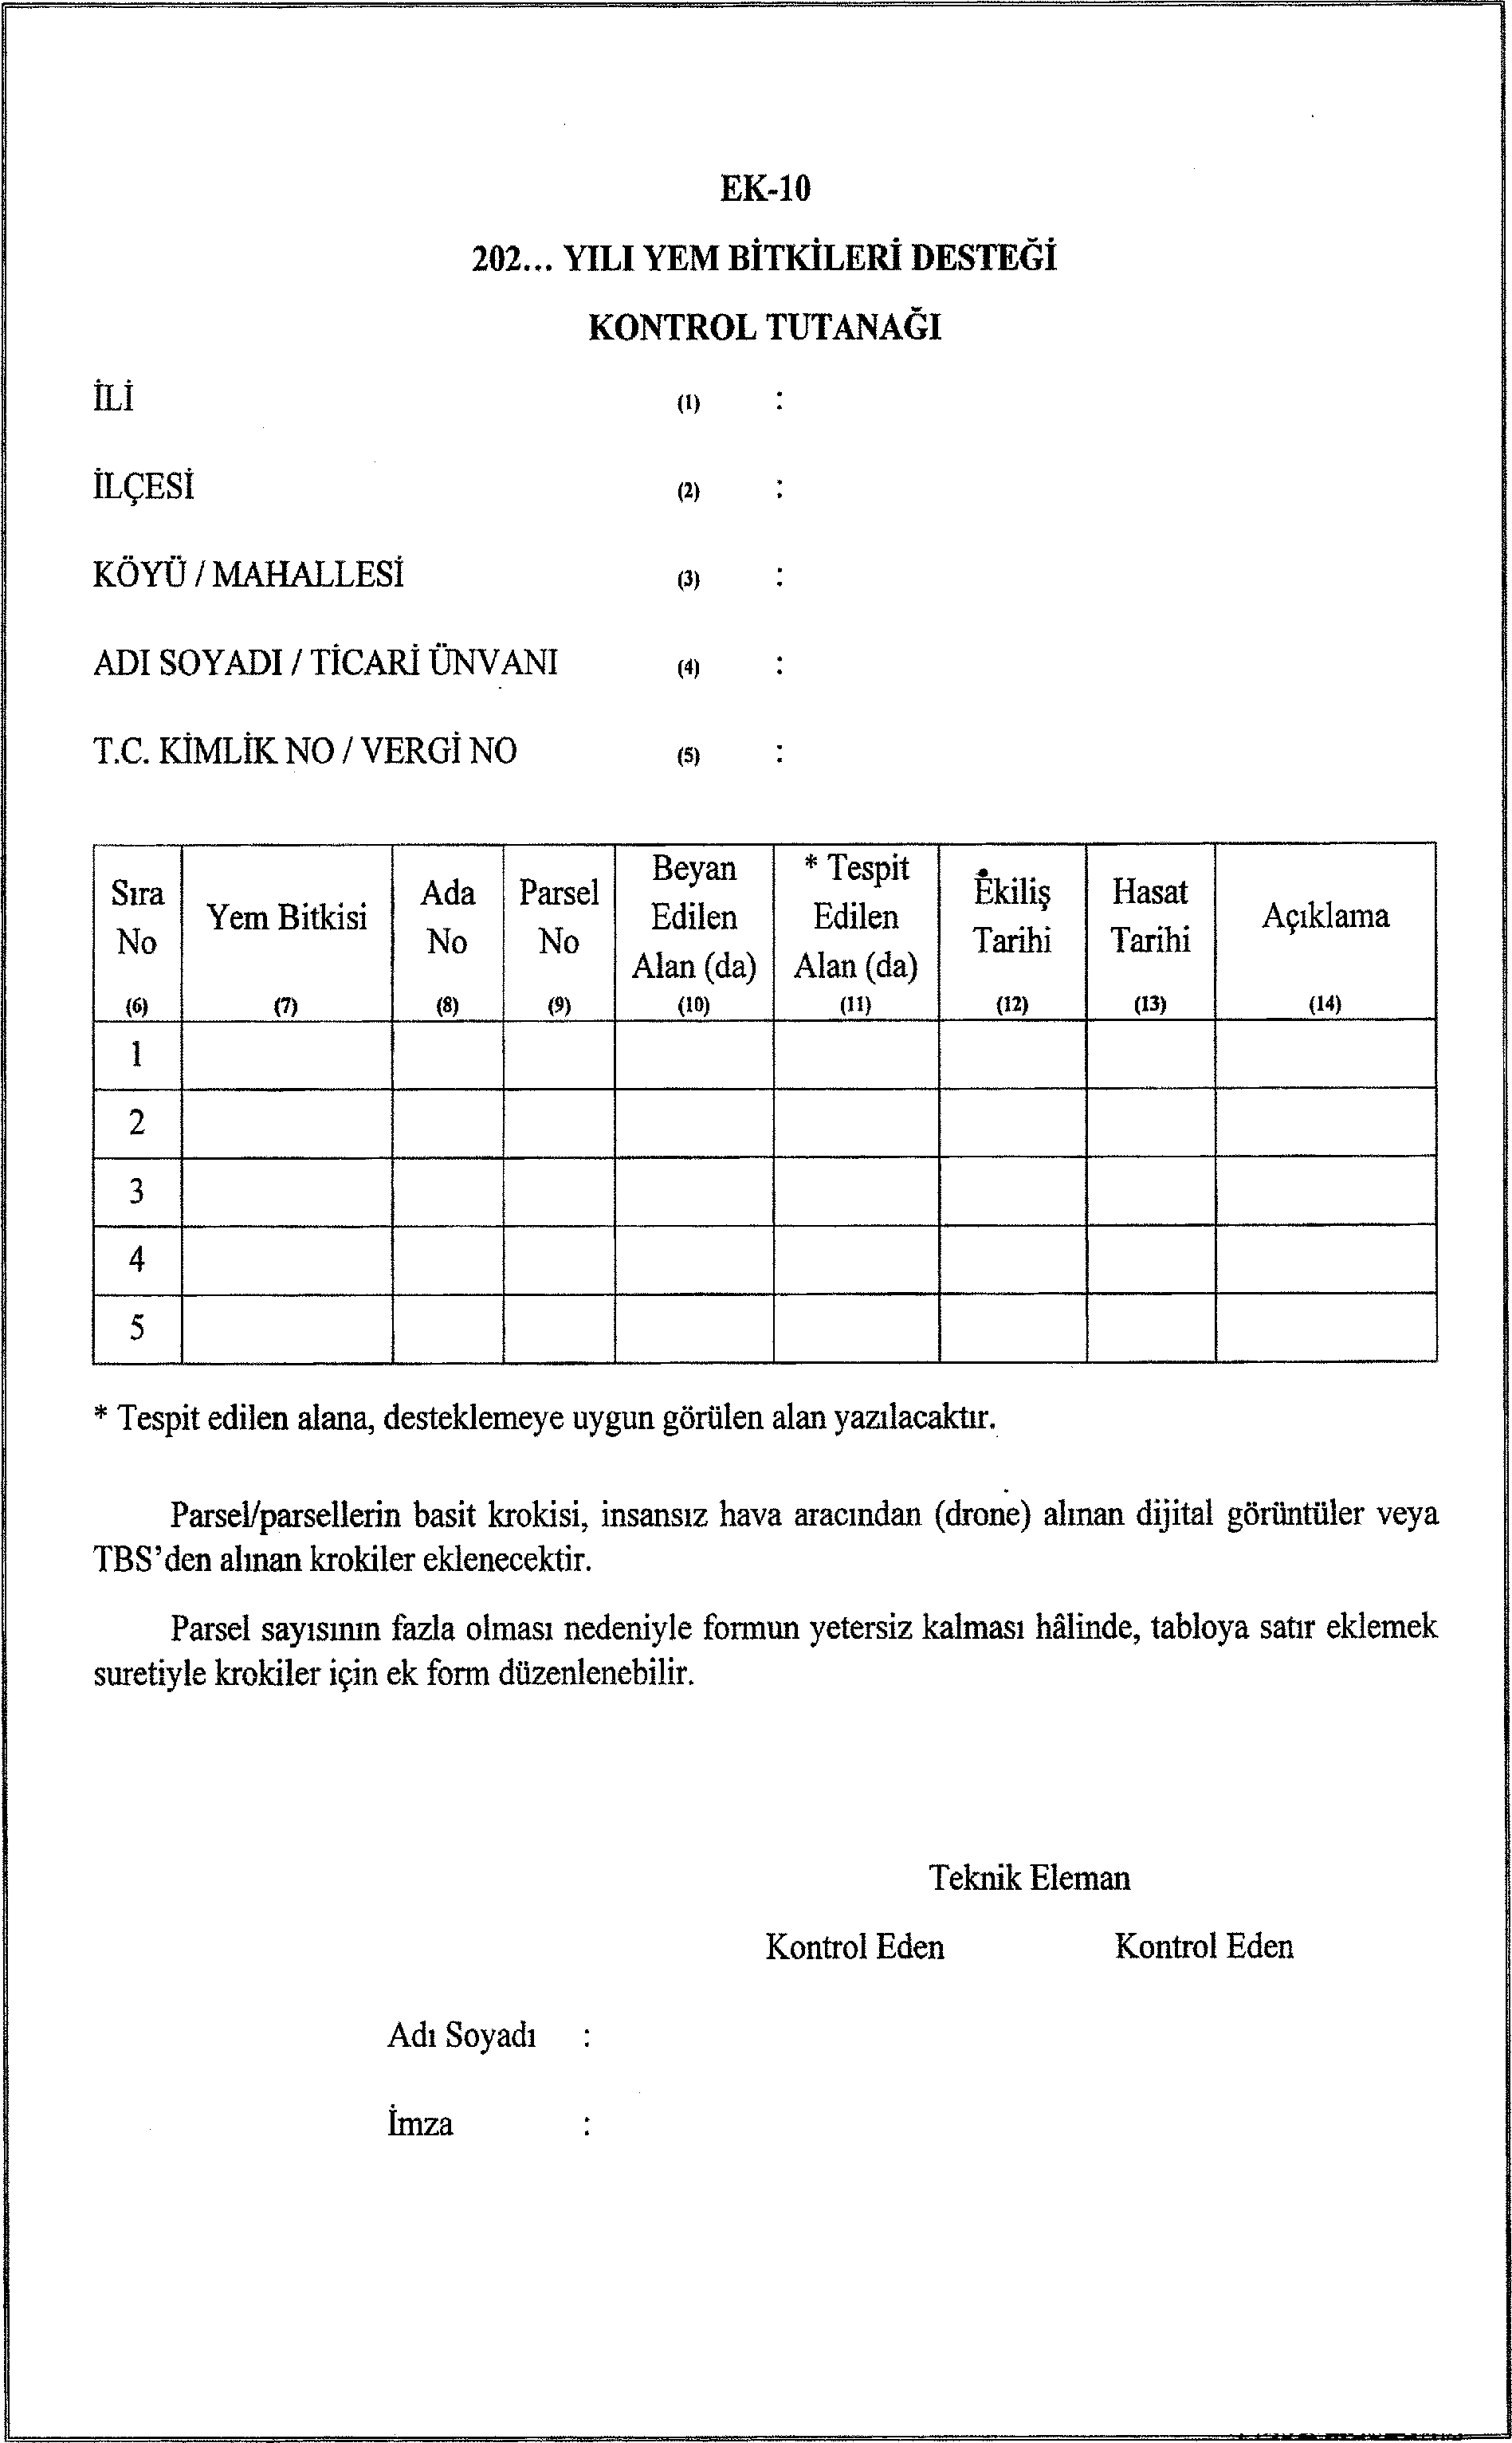 EK-10
202... YILI YEM BİTKİLERİ DESTEĞİ
KONTROL TUTANAĞI
İLİ (1) :
İLÇESİ (2) :
KÖYÜ / MAHALLESİ (3) :
ADI SOYADI / TİCARİ ÜNVANI (4) :
T.C. KİMLİK NO / VERGİ NO (5) :
Sıra No (6) Yem Bitkisi (7) Ada No (8) Parsel No (9) Beyan Edilen Alan (da) (10) * Tespit Edilen Alan (da) (11) Ekiliş Tarihi (12) Hasat Tarihi (13) Açıklama (14)
1
2
3
4
5
* Tespit edilen alana, desteklemeye uygun görülen alan yazılacaktır.
Parsel/parsellerin basit krokisi, insansız hava aracından (drone) alınan dijital görüntüler veya
TBS’den alınan krokiler eklenecektir.
Parsel sayısının fazla olması nedeniyle formun yetersiz kalması hâlinde, tabloya satır eklemek
suretiyle krokiler için ek form düzenlenebilir.
Teknik Eleman
Kontrol Eden Kontrol Eden
Adı Soyadı :
İmza :